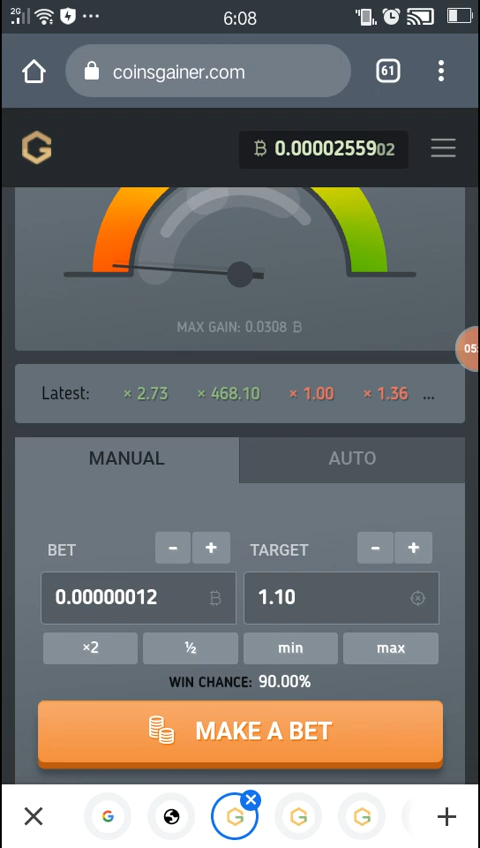 2G 6:08
coinsgainer.com 61
0.0000255902
MAX GAIN: 0.0308
05
Latest: × 2.73 × 468.10 × 1.00 × 1.36 ...
MANUAL AUTO
BET - + TARGET - +
0.00000012 1.10
×2 ½ min max
WIN CHANCE: 90.00%
MAKE A BET